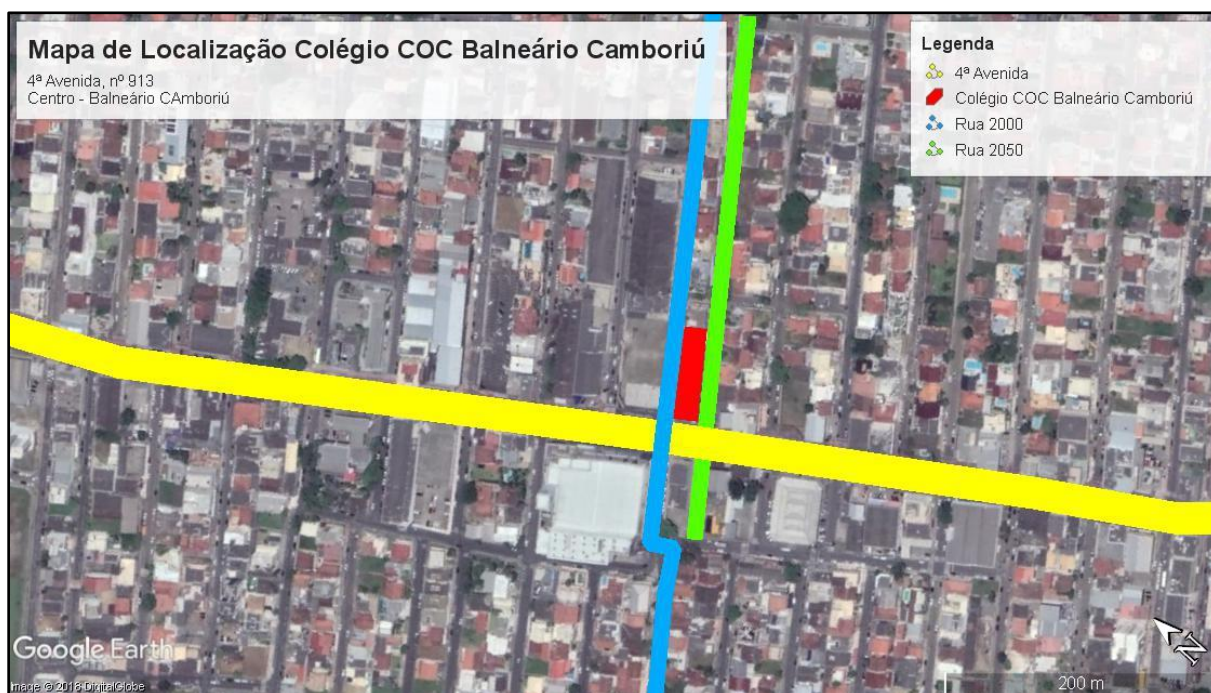 Mapa de Localização Colégio COC Balneário Camboriú
4ª Avenida, nº 913
Centro - Balneário CAmboriú
Legenda
4ª Avenida
Colégio COC Balneário Camboriú
Rua 2000
Rua 2050
Google Earth
Image © 2018 DigitalGlobe
200 m
N